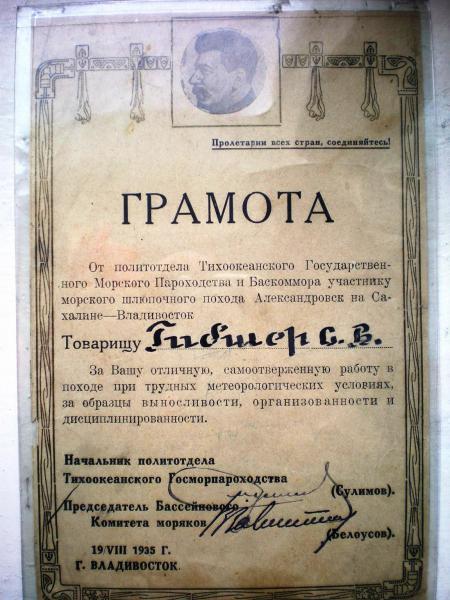 Пролетарии всех стран, соединяйтесь!
ГРАМОТА
От политотдела Тихоокеанского Государствен-
ного Морского Пароходства и Баскоммора участнику
морского шлюпочного похода Александровск на Са-
халине—Владивосток
Товарищу Гибшер С. В.
За Вашу отличную, самоотверженную работу в
походе при трудных метеорологических условиях,
за образцы выносливости, организованности и
дисциплинированности.
Начальник политотдела
Тихоокеанского Госморпароходства
(Сулимов).
Председатель Бассейнового
Комитета моряков
(Белоусов).
19/VIII 1935 Г.
Г. ВЛАДИВОСТОК.